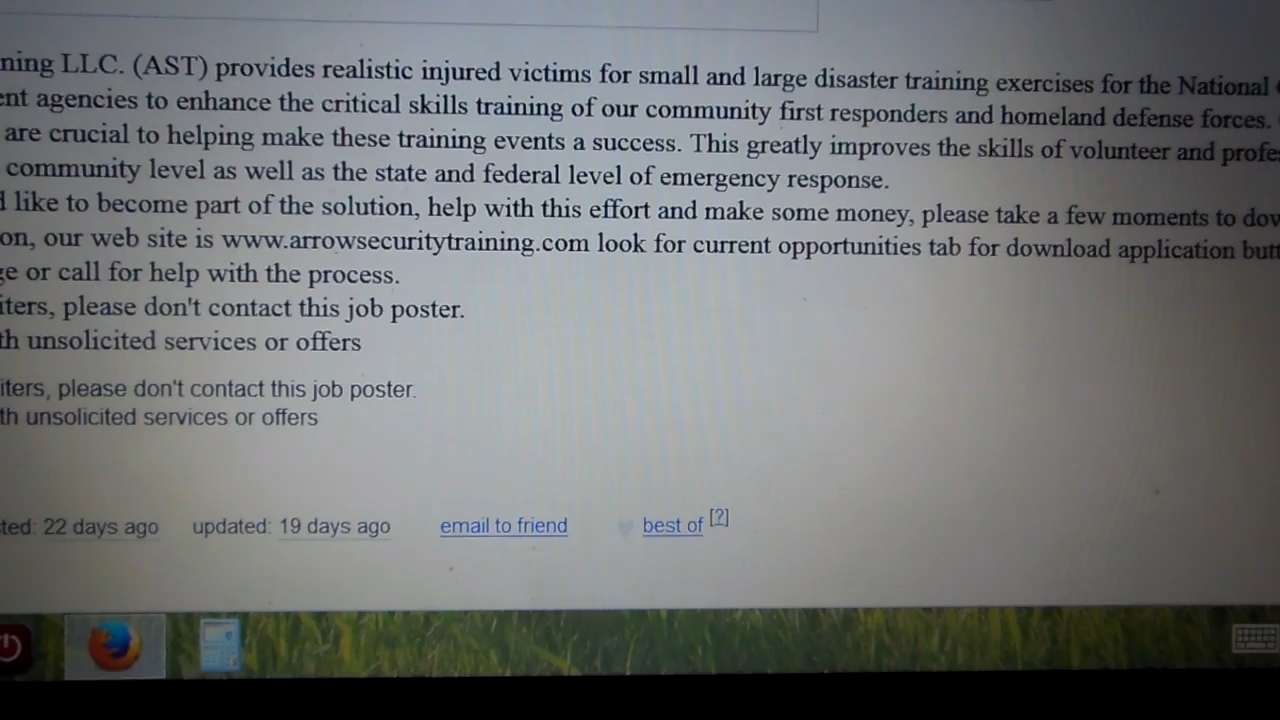 ning LLC. (AST) provides realistic injured victims for small and large disaster training exercises for the National
ent agencies to enhance the critical skills training of our community first responders and homeland defense forces.
are crucial to helping make these training events a success. This greatly improves the skills of volunteer and profe
community level as well as the state and federal level of emergency response.
like to become part of the solution, help with this effort and make some money, please take a few moments to dow
on, our web site is www.arrowsecuritytraining.com look for current opportunities tab for download application butt
ge or call for help with the process.
iters, please don't contact this job poster.
th unsolicited services or offers
iters, please don't contact this job poster.
th unsolicited services or offers
ted: 22 days ago updated: 19 days ago email to friend best of [?]